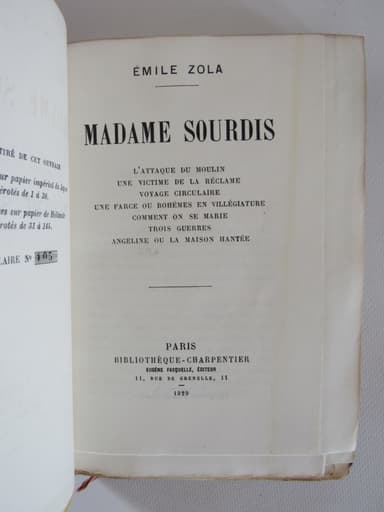 TIRÉ DE CET OUVRAGE
sur papier impérial du Japon
érotés de 1 à 30.
es sur papier de Hollande
érotés de 31 à 165.
LAIRE Nº 105
ÉMILE ZOLA
MADAME SOURDIS
L'ATTAQUE DU MOULIN
UNE VICTIME DE LA RÉCLAME
VOYAGE CIRCULAIRE
UNE FARCE OU BOHÈMES EN VILLÉGIATURE
COMMENT ON SE MARIE
TROIS GUERRES
ANGELINE OU LA MAISON HANTÉE
PARIS
BIBLIOTHÈQUE-CHARPENTIER
EUGÈNE FASQUELLE, ÉDITEUR
11, RUE DE GRENELLE, 11
1929